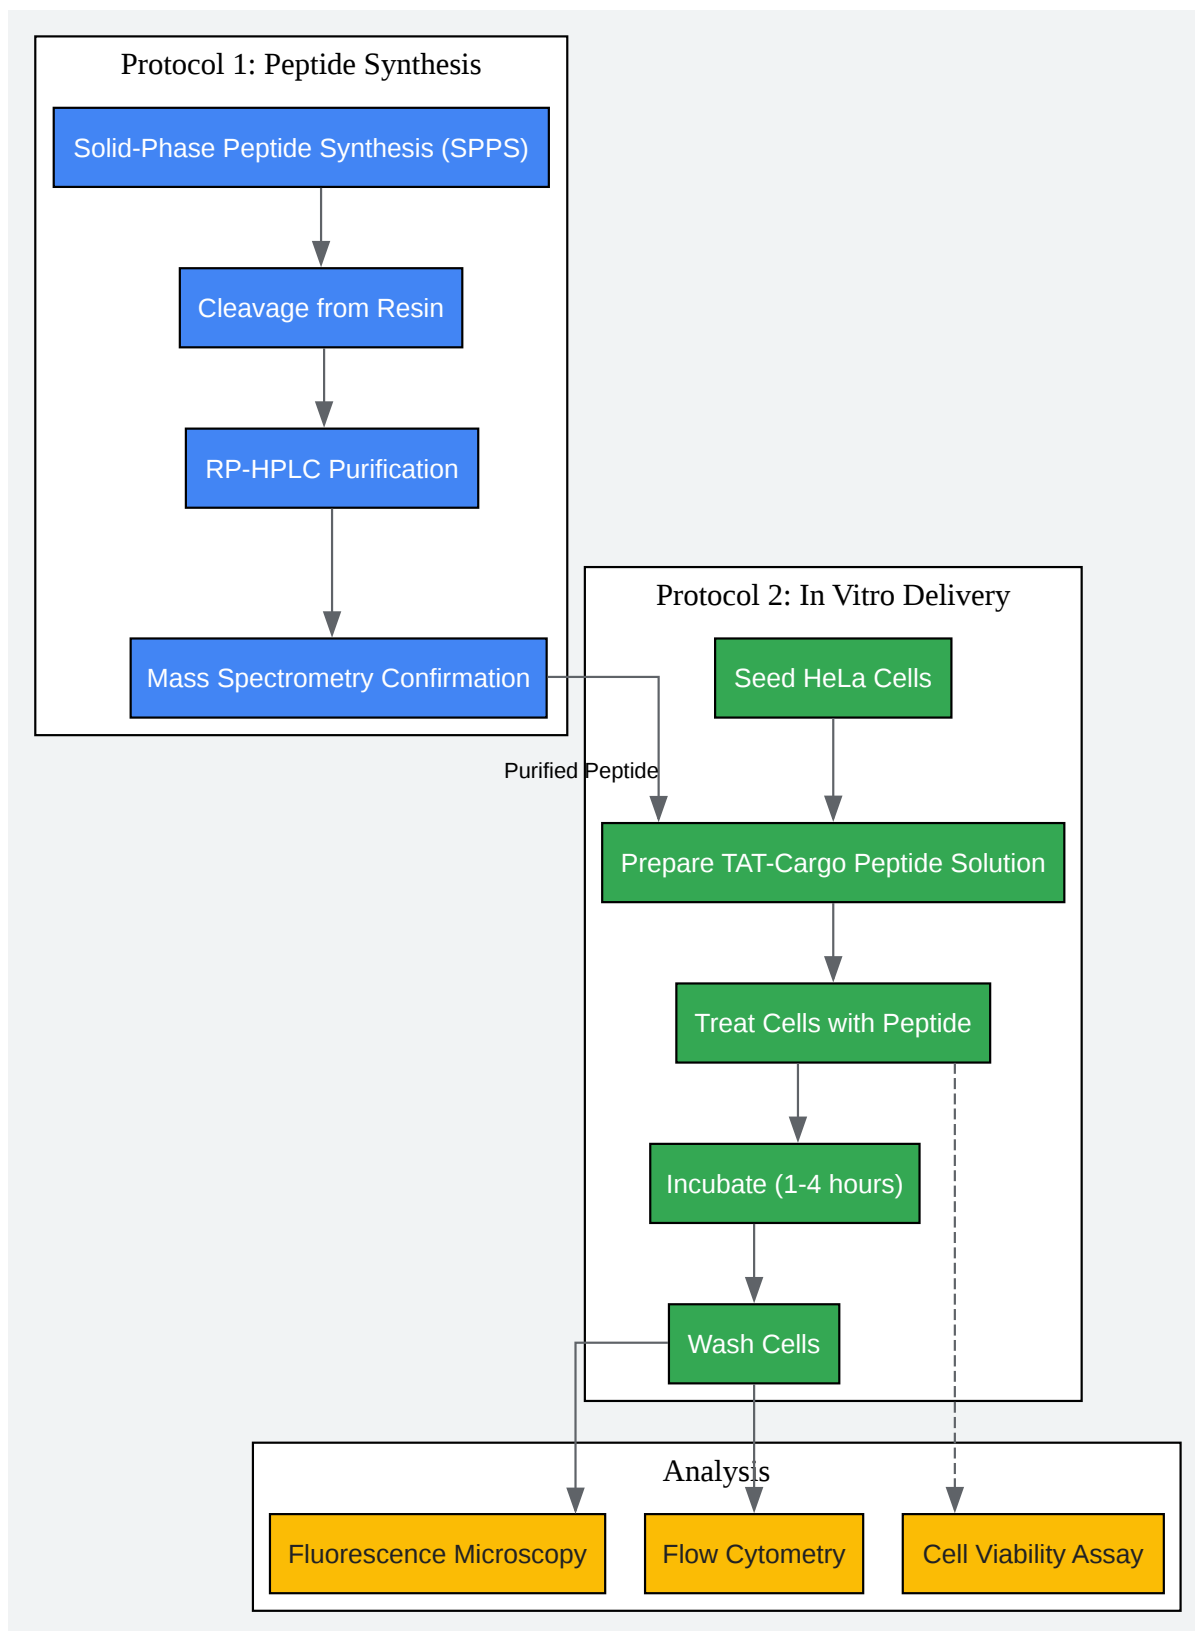 Protocol 1: Peptide Synthesis
Solid-Phase Peptide Synthesis (SPPS)
Cleavage from Resin
RP-HPLC Purification
Mass Spectrometry Confirmation
Purified Peptide
Protocol 2: In Vitro Delivery
Seed HeLa Cells
Prepare TAT-Cargo Peptide Solution
Treat Cells with Peptide
Incubate (1-4 hours)
Wash Cells
Analysis
Fluorescence Microscopy
Flow Cytometry
Cell Viability Assay